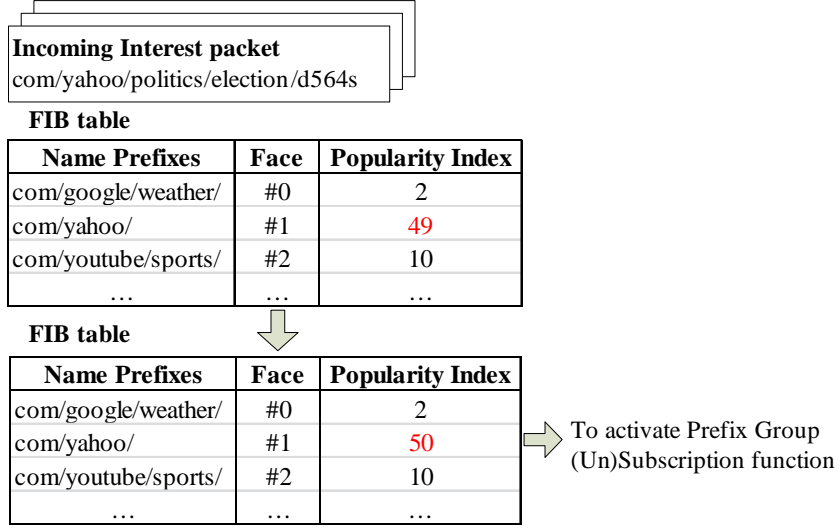 Incoming Interest packet
com/yahoo/politics/election/d564s
FIB table
Name Prefixes Face Popularity Index
com/google/weather/ #0 2
com/yahoo/ #1 49
com/youtube/sports/ #2 10
… … …
FIB table
Name Prefixes Face Popularity Index
com/google/weather/ #0 2
com/yahoo/ #1 50
com/youtube/sports/ #2 10
… … …
To activate Prefix Group
(Un)Subscription function